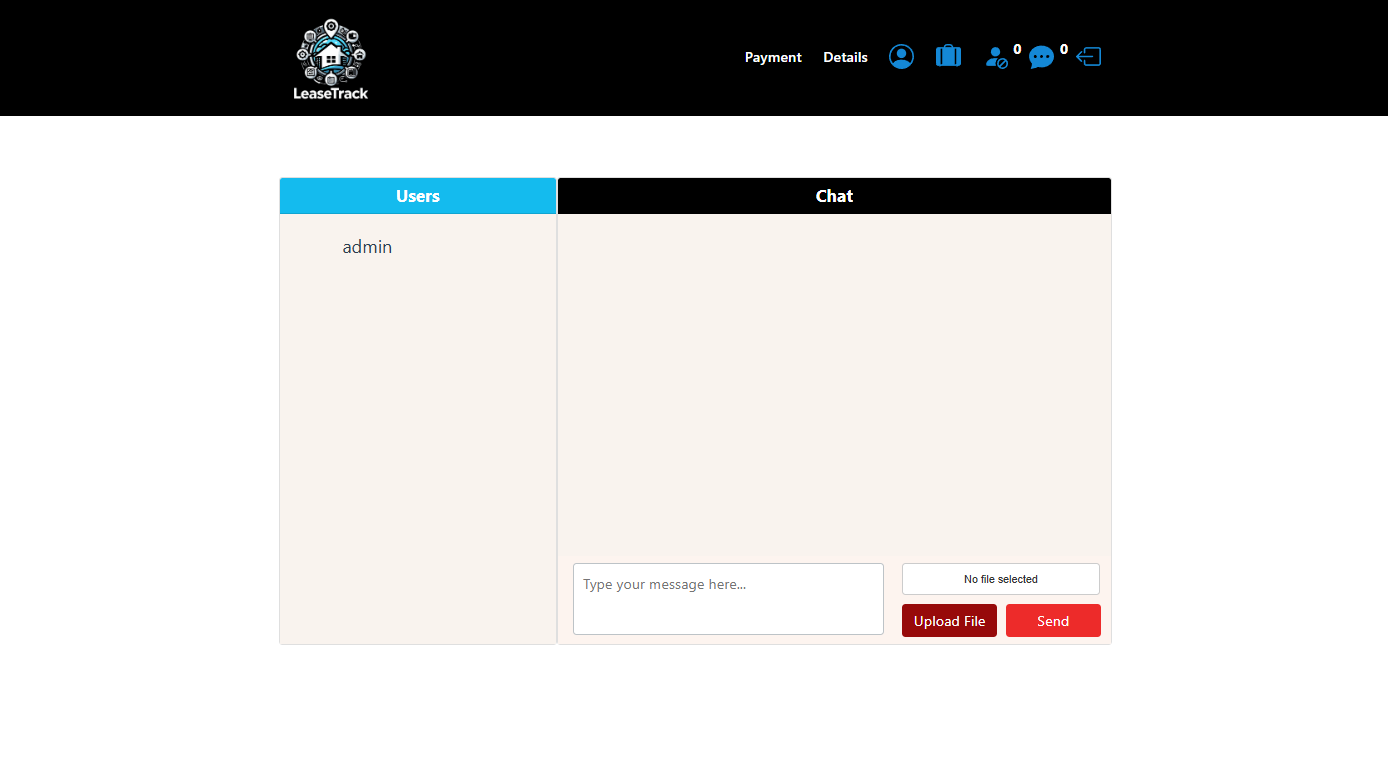 LeaseTrack
Payment Details 0 0
Users
Chat
admin
Type your message here...
No file selected
Upload File Send